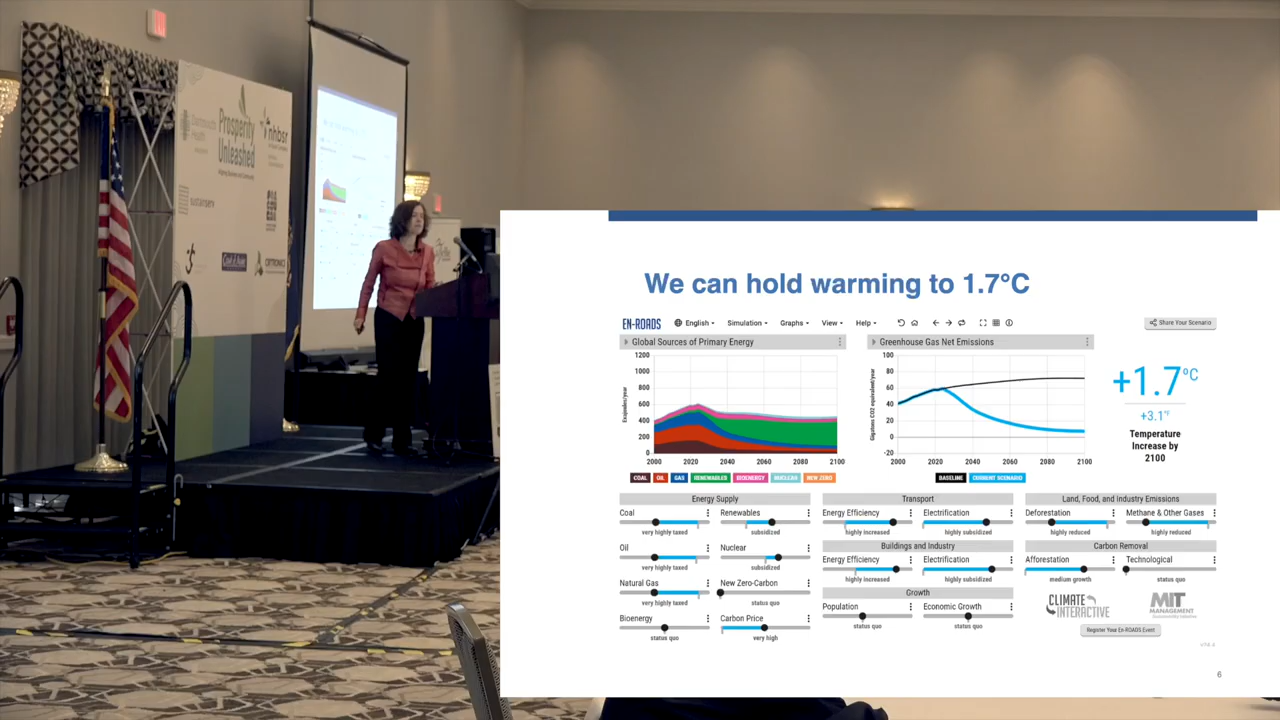 Prosperity
Unleashed
nhbsr
We can hold warming to 1.7°C
EN-ROADS
English
Simulation
Graphs
View
Help
Share Your Scenario
Global Sources of Primary Energy
Greenhouse Gas Net Emissions
Exajoules/year
1200
1000
800
600
400
200
0
2000 2020 2040 2060 2080 2100
COAL OIL GAS RENEWABLES BIOENERGY NUCLEAR NEW ZERO
Gigatons CO2 equivalent/year
100
80
60
40
20
0
-20
2000 2020 2040 2060 2080 2100
BASELINE CURRENT SCENARIO
+1.7°C
+3.1°F
Temperature
Increase by
2100
Energy Supply
Coal
very highly taxed
Renewables
subsidized
Oil
very highly taxed
Nuclear
subsidized
Natural Gas
very highly taxed
New Zero-Carbon
status quo
Bioenergy
status quo
Carbon Price
very high
Transport
Energy Efficiency
highly increased
Electrification
highly subsidized
Buildings and Industry
Energy Efficiency
highly increased
Electrification
highly subsidized
Growth
Population
status quo
Economic Growth
status quo
Land, Food, and Industry Emissions
Deforestation
highly reduced
Methane & Other Gases
highly reduced
Carbon Removal
Afforestation
medium growth
Technological
status quo
CLIMATE
INTERACTIVE
MIT
MANAGEMENT
Register Your En-ROADS Event
6